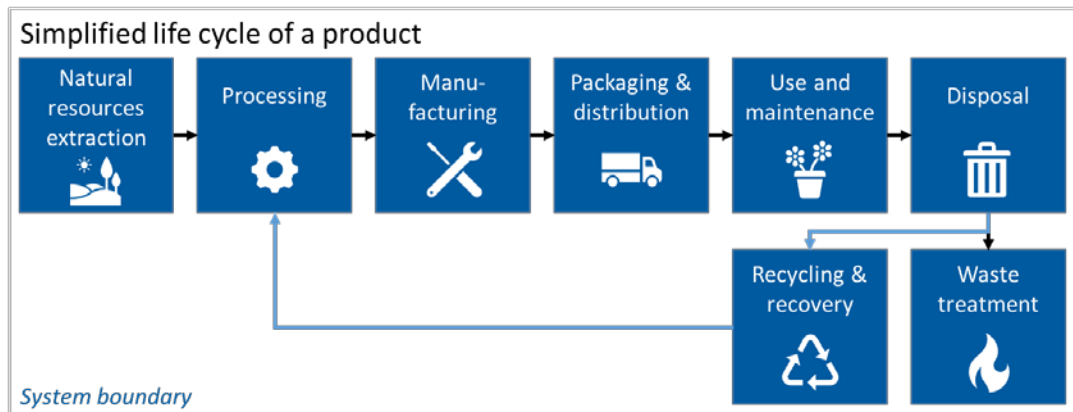 Simplified life cycle of a product
Natural
resources
extraction
Processing
Manu-
facturing
Packaging &
distribution
Use and
maintenance
Disposal
Recycling &
recovery
Waste
treatment
System boundary